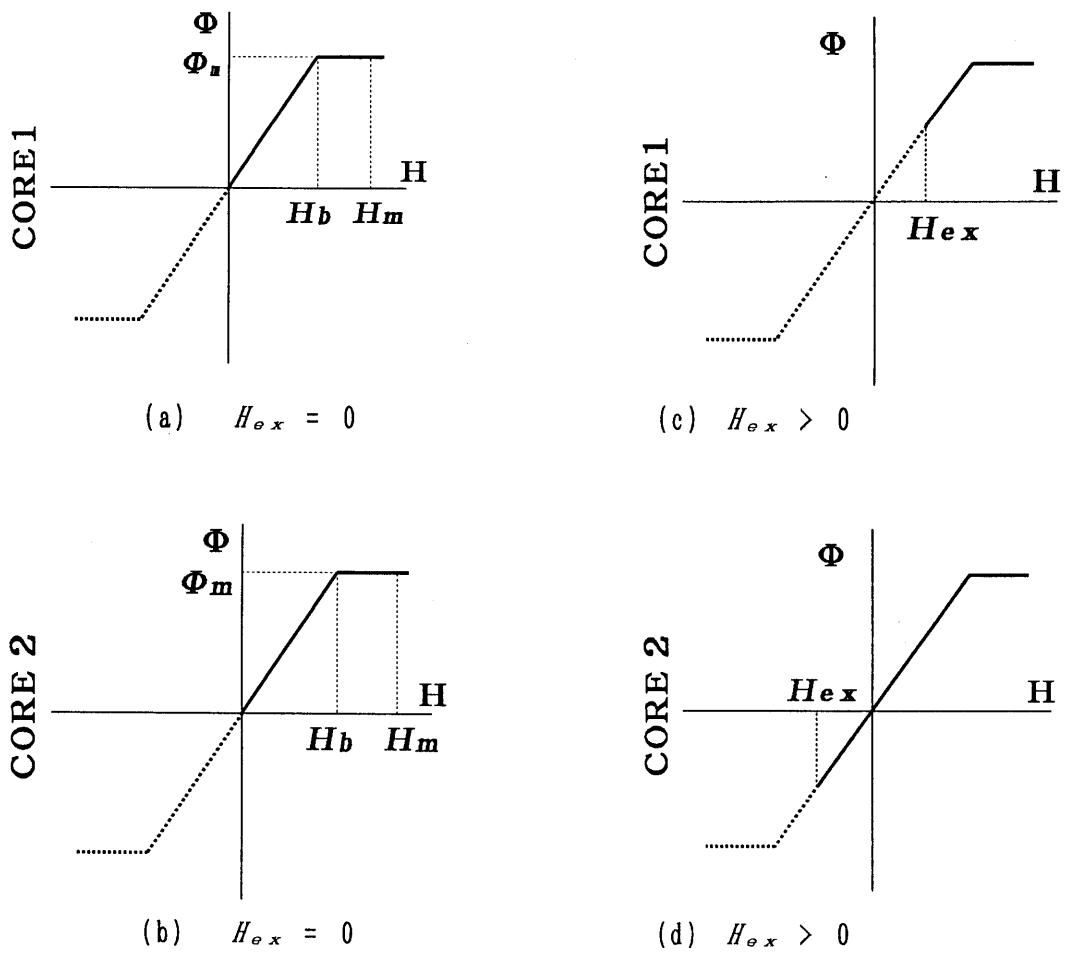 Φ
Φm
CORE1
H
Hb
Hm
(a) Hex = 0
Φ
CORE1
H
Hex
(c) Hex > 0
Φ
Φm
CORE 2
H
Hb
Hm
(b) Hex = 0
Φ
CORE 2
Hex
H
(d) Hex > 0